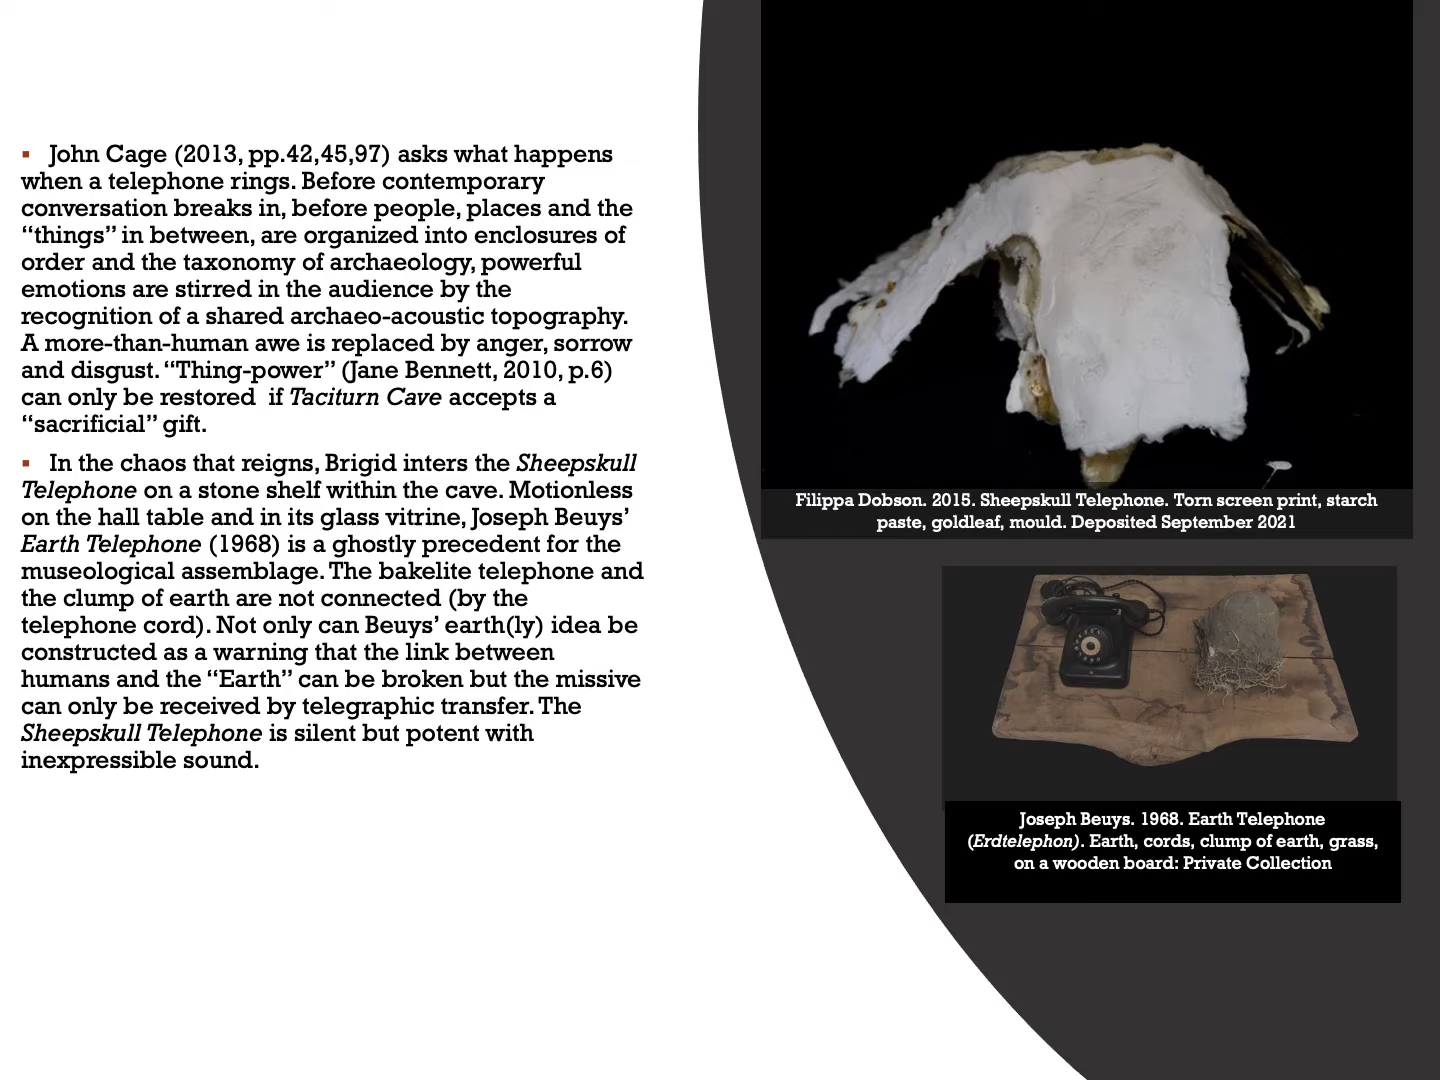 ▪ John Cage (2013, pp.42,45,97) asks what happens
when a telephone rings. Before contemporary
conversation breaks in, before people, places and the
“things” in between, are organized into enclosures of
order and the taxonomy of archaeology, powerful
emotions are stirred in the audience by the
recognition of a shared archaeo-acoustic topography.
A more-than-human awe is replaced by anger, sorrow
and disgust. “Thing-power” (Jane Bennett, 2010, p.6)
can only be restored  if Taciturn Cave accepts a
“sacrificial” gift.
▪ In the chaos that reigns, Brigid inters the Sheepskull
Telephone on a stone shelf within the cave. Motionless
on the hall table and in its glass vitrine, Joseph Beuys’
Earth Telephone (1968) is a ghostly precedent for the
museological assemblage. The bakelite telephone and
the clump of earth are not connected (by the
telephone cord). Not only can Beuys’ earth(ly) idea be
constructed as a warning that the link between
humans and the “Earth” can be broken but the missive
can only be received by telegraphic transfer. The
Sheepskull Telephone is silent but potent with
inexpressible sound.
Filippa Dobson. 2015. Sheepskull Telephone. Torn screen print, starch
paste, goldleaf, mould. Deposited September 2021
Joseph Beuys. 1968. Earth Telephone
(Erdtelephon). Earth, cords, clump of earth, grass,
on a wooden board: Private Collection